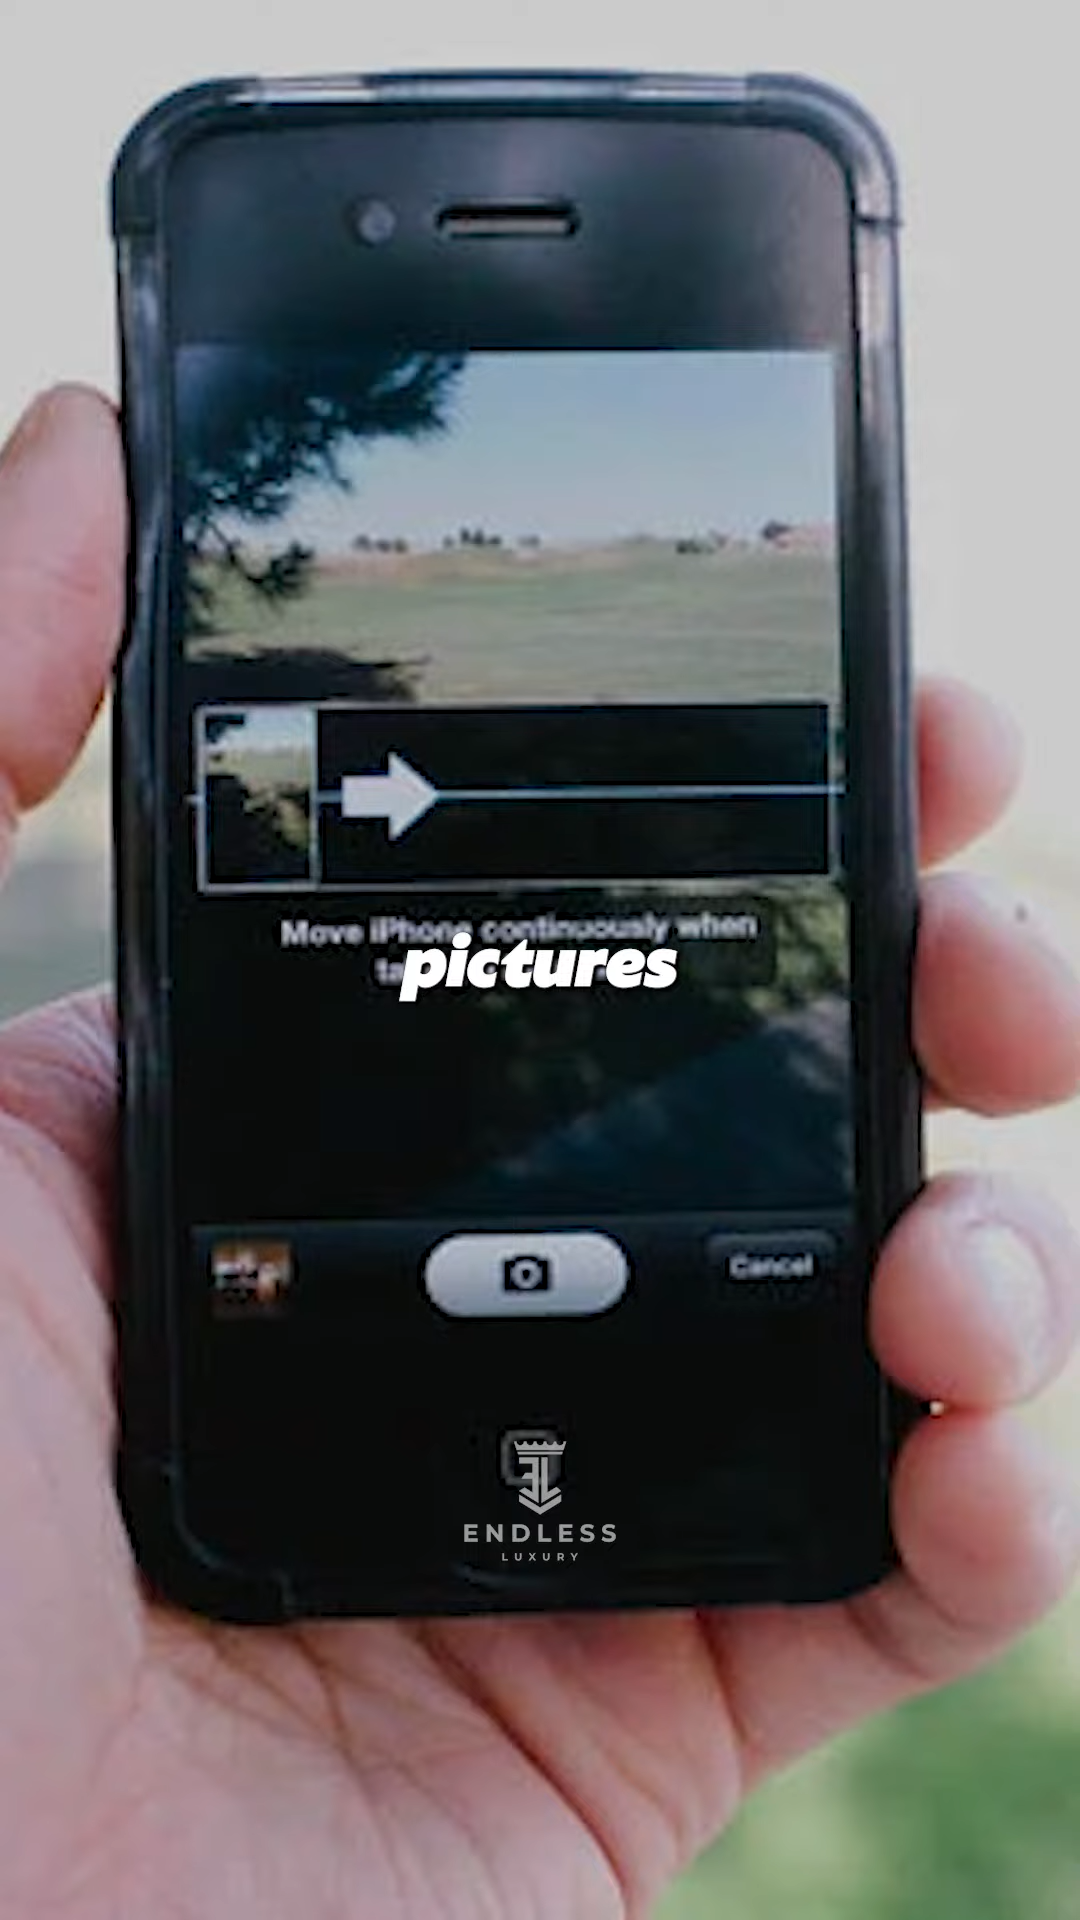 Move iPhone continuously when
pictures
Cancel
ENDLESS
LUXURY